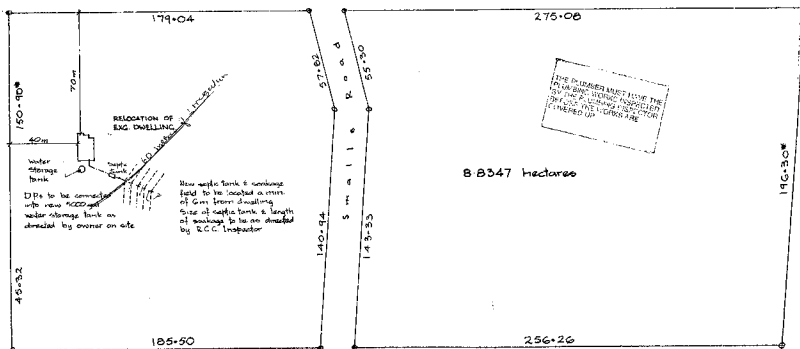 179·04
275·08
57·82
55·30
Smalls Road
150·90*
70m
RELOCATION OF
EXG. DWELLING
40m
Water
Storage
tank
Septic
Tank
D.P.s to be connected
into new 5000
water storage tank as
directed by owner on site
New septic tank & soakage
field to be located a min.
of 6m from dwelling
Size of septic tank & length
of soakage to be as directed
by R.C.C. Inspector
THE PLUMBER MUST HAVE THE
PLUMBING WORKS INSPECTED
BY THE PLUMBING INSPECTOR
BEFORE THE WORKS ARE
COVERED UP
8·8347 hectares
196·30*
140·94
143·33
45·32
185·50
256·26